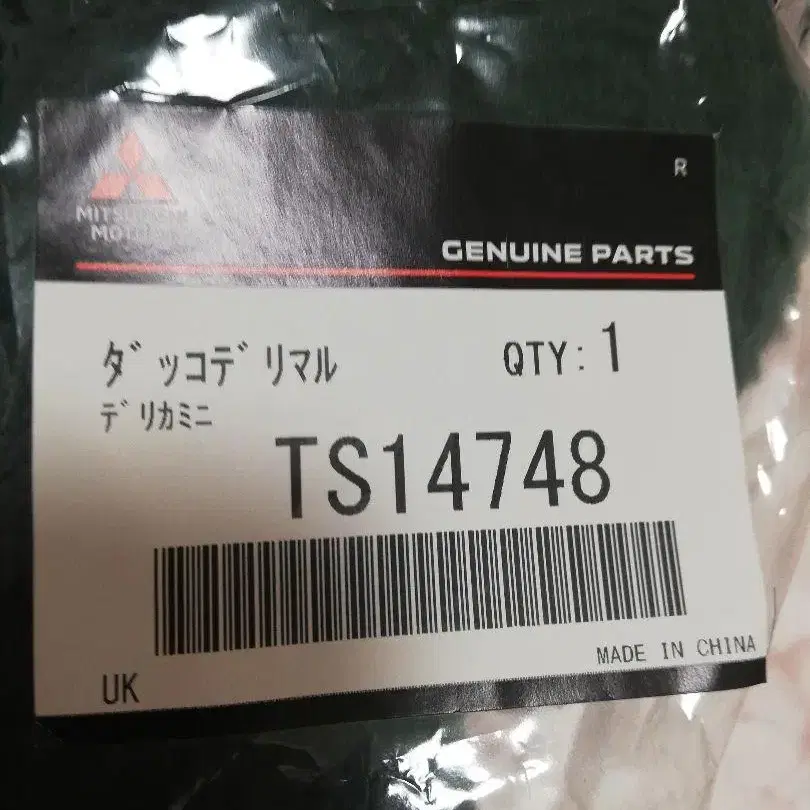 R
MITSUBISHI
MOTORS
GENUINE PARTS
ダッコデリマル
QTY: 1
デリカミニ
TS14748
MADE IN CHINA
UK